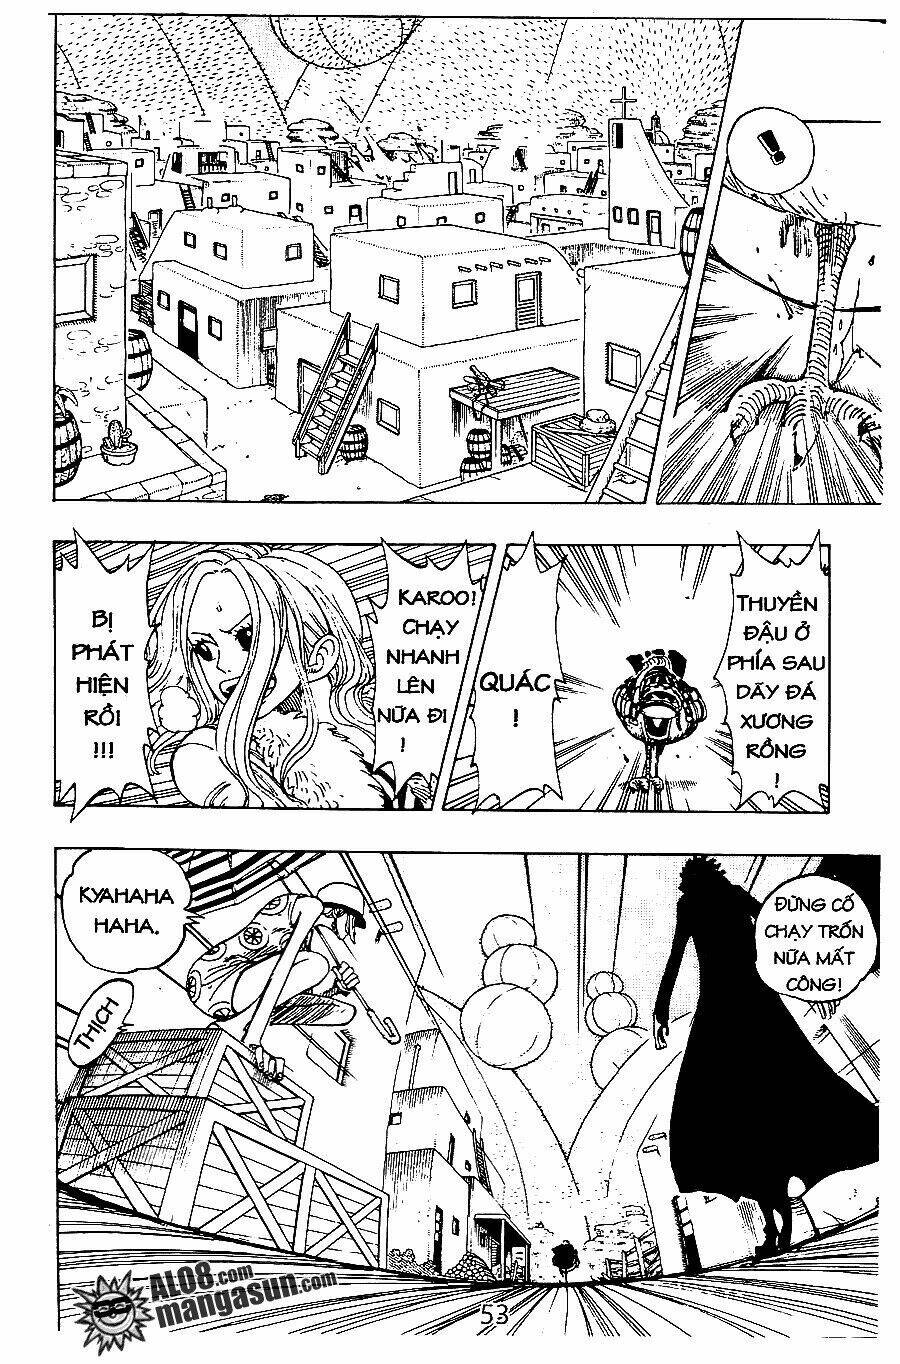 !
THUYỀN
ĐẬU Ở
PHÍA SAU
DÃY ĐÁ
XƯƠNG
RỒNG
!
QUÁC
!
KAROO!
CHẠY
NHANH
LÊN
NỮA ĐI
!
BỊ
PHÁT
HIỆN
RỒI
!!!
ĐỪNG CỐ
CHẠY TRỐN
NỮA MẤT
CÔNG!
KYAHAHA
HAHA.
THỊCH
AL08.com
mangasun.com
53